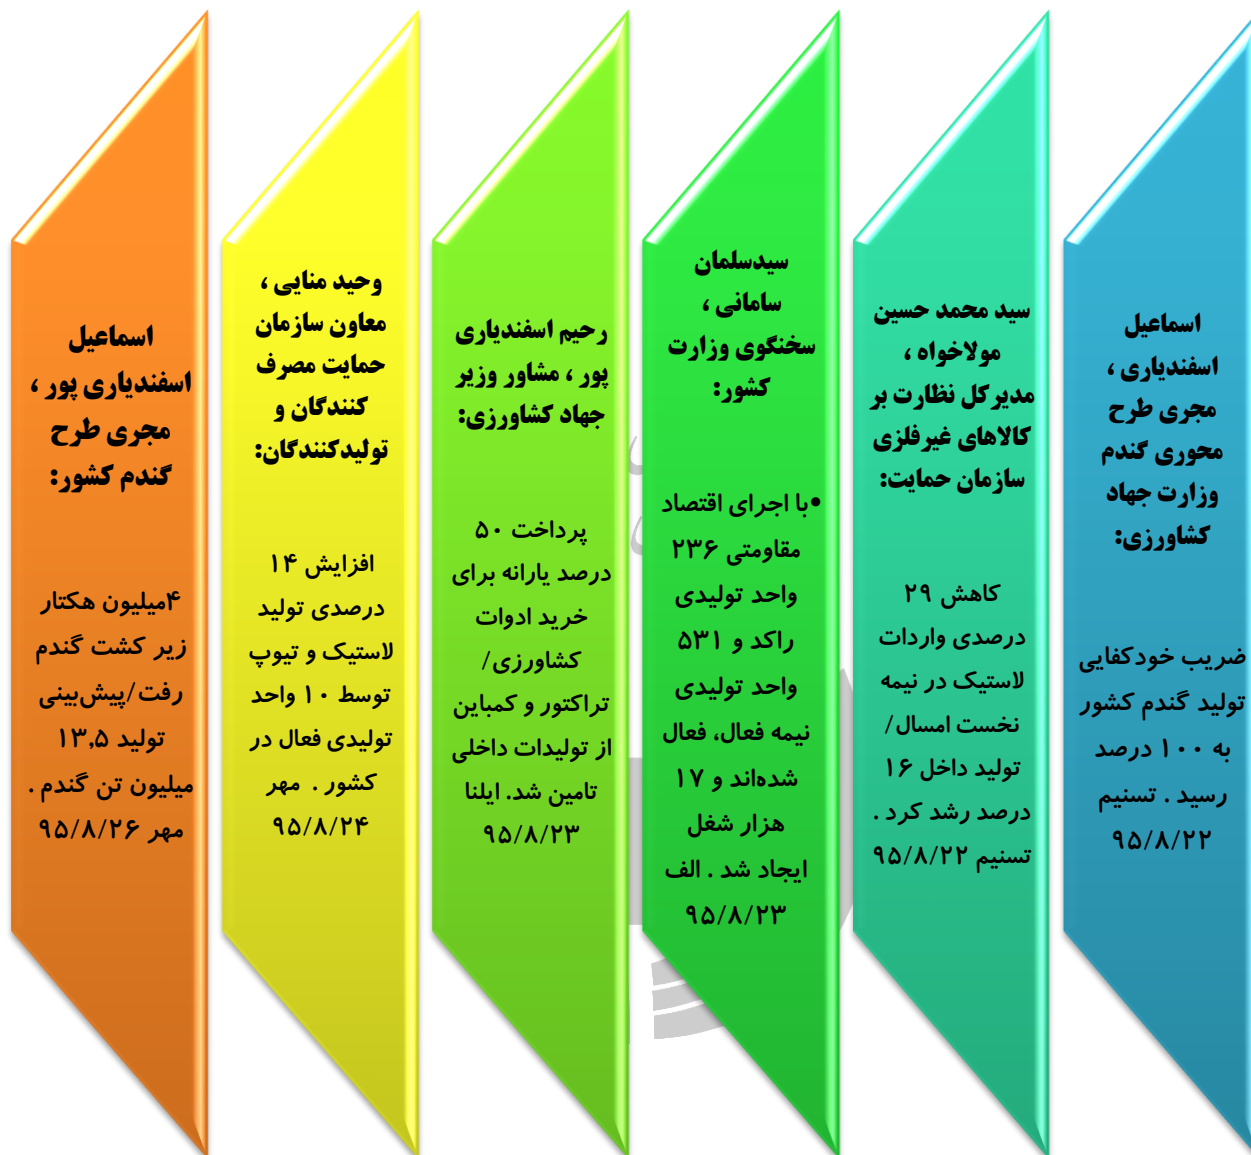 اسماعیل
اسفندیاری ،
مجری طرح
محوری گندم
وزارت جهاد
کشاورزی:
ضریب خودکفایی
تولید گندم کشور
به ۱۰۰ درصد
رسید . تسنیم
۹۵/۸/۲۲
سید محمد حسین
مولاخواه ،
مدیرکل نظارت بر
کالاهای غیرفلزی
سازمان حمایت:
کاهش ۲۹
درصدی واردات
لاستیک در نیمه
نخست امسال/
تولید داخل ۱۶
درصد رشد کرد .
تسنیم ۹۵/۸/۲۲
سیدسلمان
سامانی ،
سخنگوی وزارت
کشور:
•با اجرای اقتصاد
مقاومتی ۲۳۶
واحد تولیدی
راکد و ۵۳۱
واحد تولیدی
نیمه فعال، فعال
شده‌اند و ۱۷
هزار شغل
ایجاد شد . الف
۹۵/۸/۲۳
رحیم اسفندیاری
پور ، مشاور وزیر
جهاد کشاورزی:
پرداخت ۵۰
درصد یارانه برای
خرید ادوات
کشاورزی/
تراکتور و کمباین
از تولیدات داخلی
تامین شد. ایلنا
۹۵/۸/۲۳
وحید منایی ،
معاون سازمان
حمایت مصرف
کنندگان و
تولیدکنندگان:
افزایش ۱۴
درصدی تولید
لاستیک و تیوپ
توسط ۱۰ واحد
تولیدی فعال در
کشور . مهر
۹۵/۸/۲۴
اسماعیل
اسفندیاری پور ،
مجری طرح
گندم کشور:
۴میلیون هکتار
زیر کشت گندم
رفت/پیش‌بینی
تولید ۱۳,۵
میلیون تن گندم .
مهر ۹۵/۸/۲۶